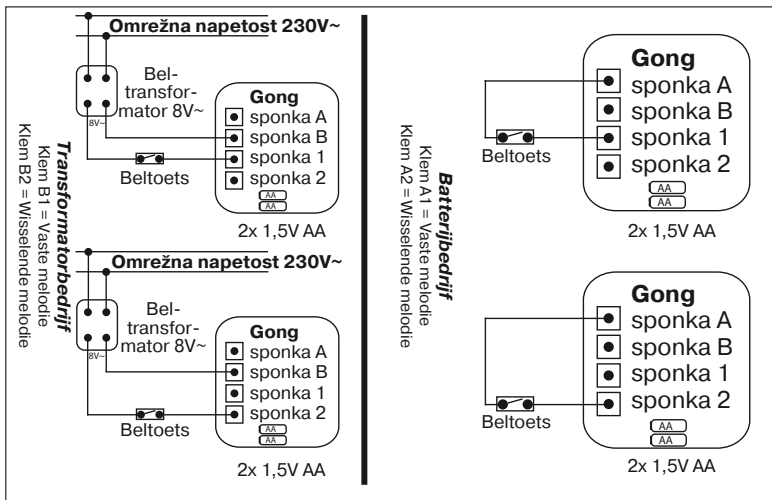 Omrežna napetost 230V~
Bel-
transfor-
mator 8V~
8V~
Gong
sponka A
sponka B
sponka 1
sponka 2
AA
AA
Beltoets
2x 1,5V AA
Transformatorbedrijf
Klem B1 = Vaste melodie
Klem B2 = Wisselende melodie
Omrežna napetost 230V~
Bel-
transfor-
mator 8V~
8V~
Gong
sponka A
sponka B
sponka 1
sponka 2
AA
AA
Beltoets
2x 1,5V AA
Gong
sponka A
sponka B
sponka 1
sponka 2
AA
AA
Beltoets
2x 1,5V AA
Batterijbedrijf
Klem A1 = Vaste melodie
Klem A2 = Wisselende melodie
Gong
sponka A
sponka B
sponka 1
sponka 2
AA
AA
Beltoets
2x 1,5V AA